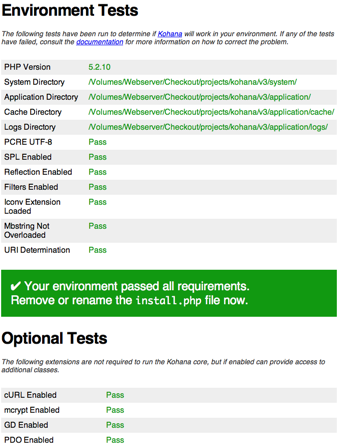 Environment Tests
The following tests have been run to determine if Kohana will work in your environment. If any of the tests
have failed, consult the documentation for more information on how to correct the problem.
PHP Version 5.2.10
System Directory /Volumes/Webserver/Checkout/projects/kohana/v3/system/
Application Directory /Volumes/Webserver/Checkout/projects/kohana/v3/application/
Cache Directory /Volumes/Webserver/Checkout/projects/kohana/v3/application/cache/
Logs Directory /Volumes/Webserver/Checkout/projects/kohana/v3/application/logs/
PCRE UTF-8 Pass
SPL Enabled Pass
Reflection Enabled Pass
Filters Enabled Pass
Iconv Extension Pass
Loaded
Mbstring Not Pass
Overloaded
URI Determination Pass
✔ Your environment passed all requirements.
Remove or rename the install.php file now.
Optional Tests
The following extensions are not required to run the Kohana core, but if enabled can provide access to
additional classes.
cURL Enabled Pass
mcrypt Enabled Pass
GD Enabled Pass
PDO Enabled Pass